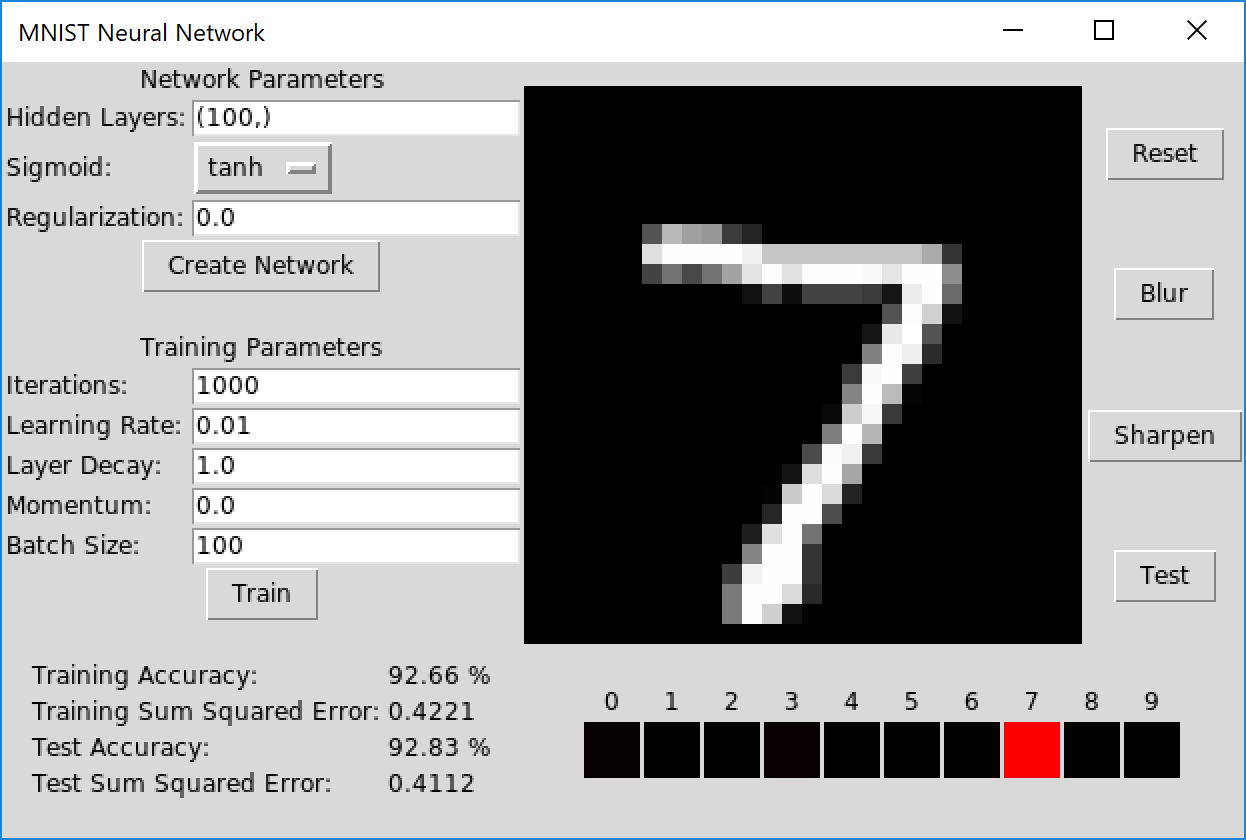 MNIST Neural Network
Network Parameters
Hidden Layers: (100,)
Sigmoid: tanh
Regularization: 0.0
Create Network
Training Parameters
Iterations: 1000
Learning Rate: 0.01
Layer Decay: 1.0
Momentum: 0.0
Batch Size: 100
Train
Training Accuracy: 92.66 %
Training Sum Squared Error: 0.4221
Test Accuracy: 92.83 %
Test Sum Squared Error: 0.4112
7
0 1 2 3 4 5 6 7 8 9
Reset
Blur
Sharpen
Test